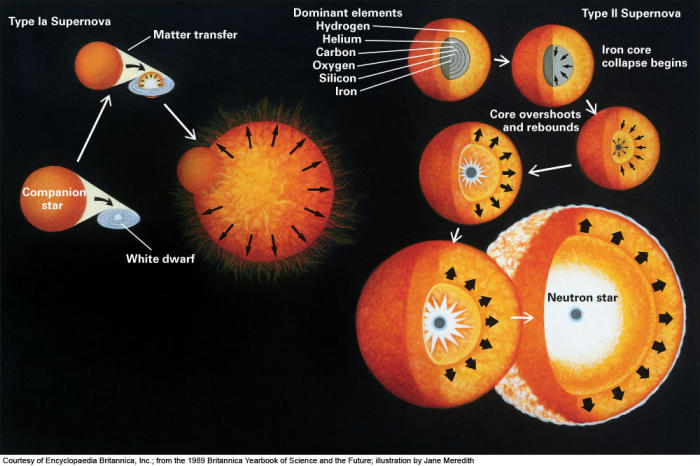 Type Ia Supernova
Matter transfer
Companion
star
White dwarf
Dominant elements
Hydrogen
Helium
Carbon
Oxygen
Silicon
Iron
Type II Supernova
Iron core
collapse begins
Core overshoots
and rebounds
Neutron star
Courtesy of Encyclopaedia Britannica, Inc.; from the 1989 Britannica Yearbook of Science and the Future; illustration by Jane Meredith